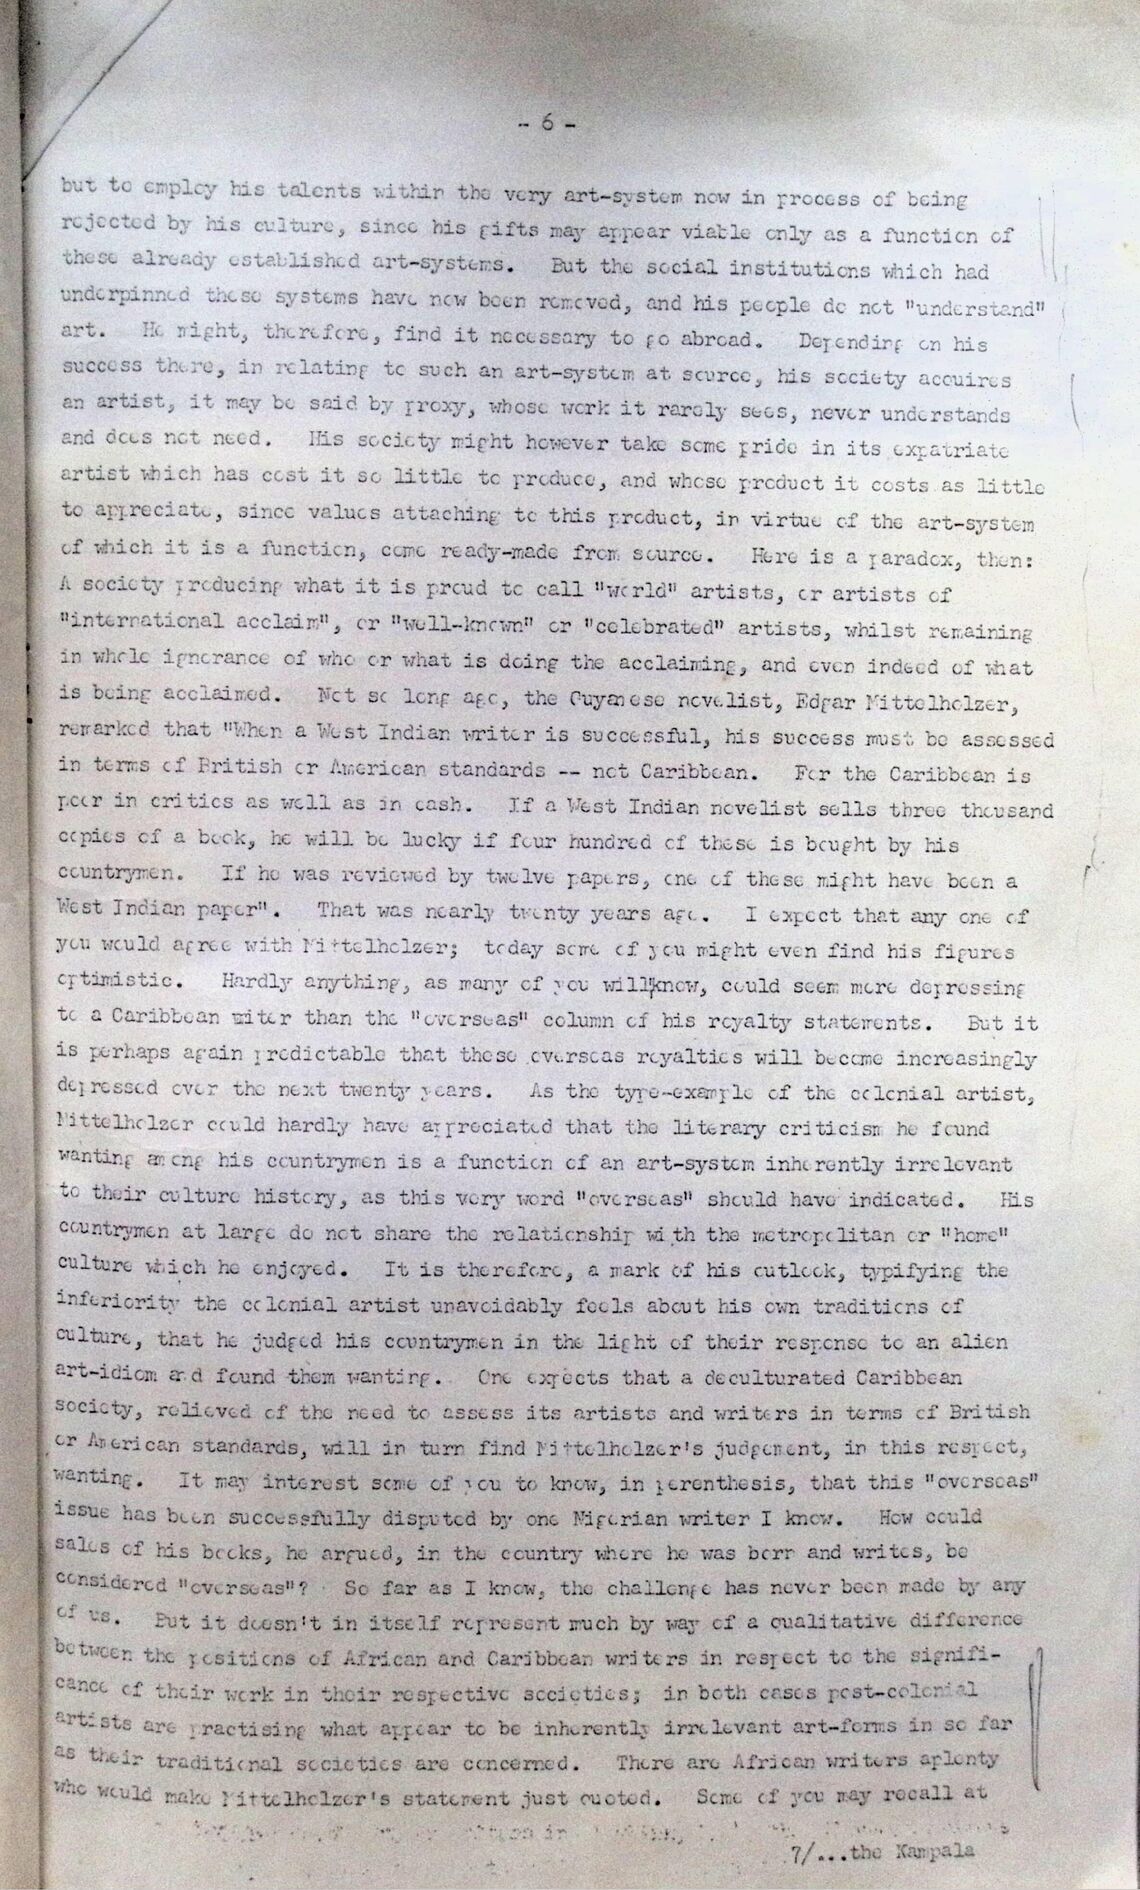 - 6 -
but to employ his talents within the very art-system now in process of being
rejected by his culture, since his gifts may appear viable only as a function of
these already established art-systems. But the social institutions which had
underpinned these systems have now been removed, and his people do not "understand"
art. He might, therefore, find it necessary to go abroad. Depending on his
success there, in relating to such an art-system at source, his society acquires
an artist, it may be said by proxy, whose work it rarely sees, never understands
and does not need. His society might however take some pride in its expatriate
artist which has cost it so little to produce, and whose product it costs as little
to appreciate, since values attaching to this product, in virtue of the art-system
of which it is a function, come ready-made from source. Here is a paradox, then:
A society producing what it is proud to call "world" artists, or artists of
"international acclaim", or "well-known" or "celebrated" artists, whilst remaining
in whole ignorance of who or what is doing the acclaiming, and even indeed of what
is being acclaimed. Not so long ago, the Guyanese novelist, Edgar Mittelholzer,
remarked that "When a West Indian writer is successful, his success must be assessed
in terms of British or American standards -- not Caribbean. For the Caribbean is
poor in critics as well as in cash. If a West Indian novelist sells three thousand
copies of a book, he will be lucky if four hundred of these is bought by his
countrymen. If he was reviewed by twelve papers, one of these might have been a
West Indian paper". That was nearly twenty years ago. I expect that any one of
you would agree with Mittelholzer; today some of you might even find his figures
optimistic. Hardly anything, as many of you will know, could seem more depressing
to a Caribbean writer than the "overseas" column of his royalty statements. But it
is perhaps again predictable that these overseas royalties will become increasingly
depressed over the next twenty years. As the type-example of the colonial artist,
Mittelholzer could hardly have appreciated that the literary criticism he found
wanting among his countrymen is a function of an art-system inherently irrelevant
to their culture history, as this very word "overseas" should have indicated. His
countrymen at large do not share the relationship with the metropolitan or "home"
culture which he enjoyed. It is therefore, a mark of his outlook, typifying the
inferiority the colonial artist unavoidably feels about his own traditions of
culture, that he judged his countrymen in the light of their response to an alien
art-idiom and found them wanting. One expects that a deculturated Caribbean
society, relieved of the need to assess its artists and writers in terms of British
or American standards, will in turn find Mittelholzer's judgement, in this respect,
wanting. It may interest some of you to know, in parenthesis, that this "overseas"
issue has been successfully disputed by one Nigerian writer I know. How could
sales of his books, he argued, in the country where he was born and writes, be
considered "overseas"? So far as I know, the challenge has never been made by any
of us. But it doesn't in itself represent much by way of a qualitative difference
between the positions of African and Caribbean writers in respect to the signifi-
cance of their work in their respective societies; in both cases post-colonial
artists are practising what appear to be inherently irrelevant art-forms in so far
as their traditional societies are concerned. There are African writers aplenty
who would make Mittelholzer's statement just quoted. Some of you may recall at
7/...the Kampala